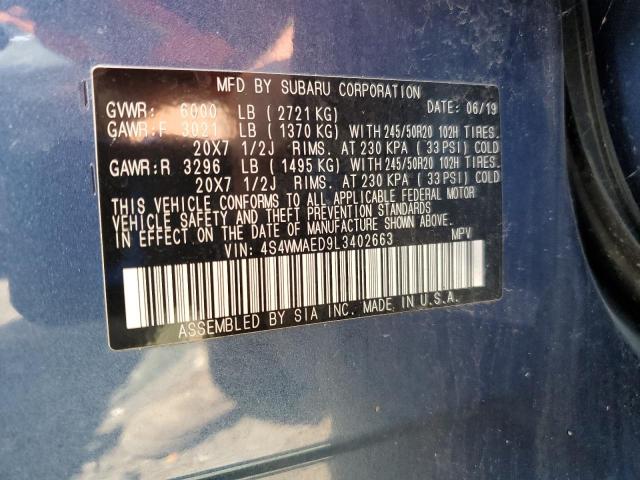 MFD BY SUBARU CORPORATION
GVWR: 6000 LB ( 2721 KG) DATE: 06/19
GAWR:F 3021 LB ( 1370 KG) WITH 245/50R20 102H TIRES.
20X7 1/2J RIMS. AT 230 KPA ( 33 PSI) COLD
GAWR:R 3296 LB ( 1495 KG) WITH 245/50R20 102H TIRES.
20X7 1/2J RIMS. AT 230 KPA ( 33 PSI) COLD
THIS VEHICLE CONFORMS TO ALL APPLICABLE FEDERAL MOTOR
VEHICLE SAFETY AND THEFT PREVENTION STANDARDS
IN EFFECT ON THE DATE OF MANUFACTURE SHOWN ABOVE.
VIN: 4S4WMAED9L3402663 MPV
ASSEMBLED BY SIA INC. MADE IN U.S.A.